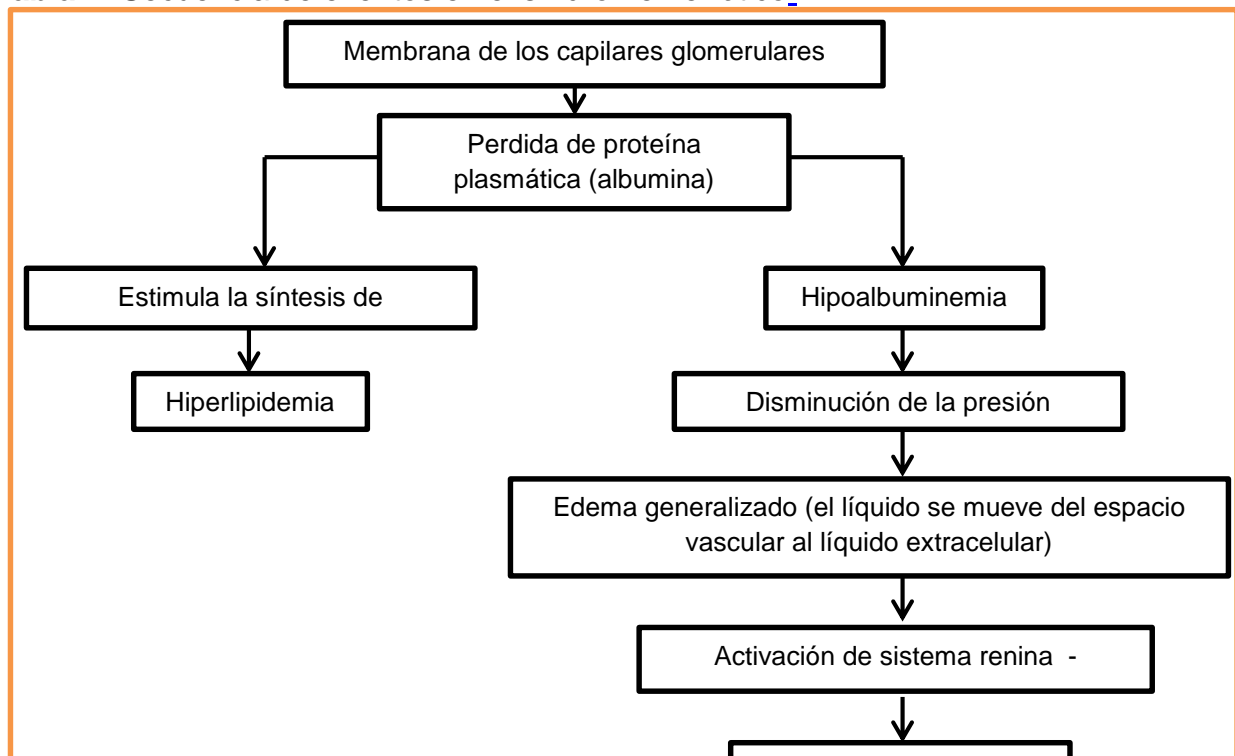 Membrana de los capilares glomerulares
Perdida de proteína
plasmática (albumina)
Estimula la síntesis de
Hipoalbuminemia
Hiperlipidemia
Disminución de la presión
Edema generalizado (el líquido se mueve del espacio
vascular al líquido extracelular)
Activación de sistema renina -